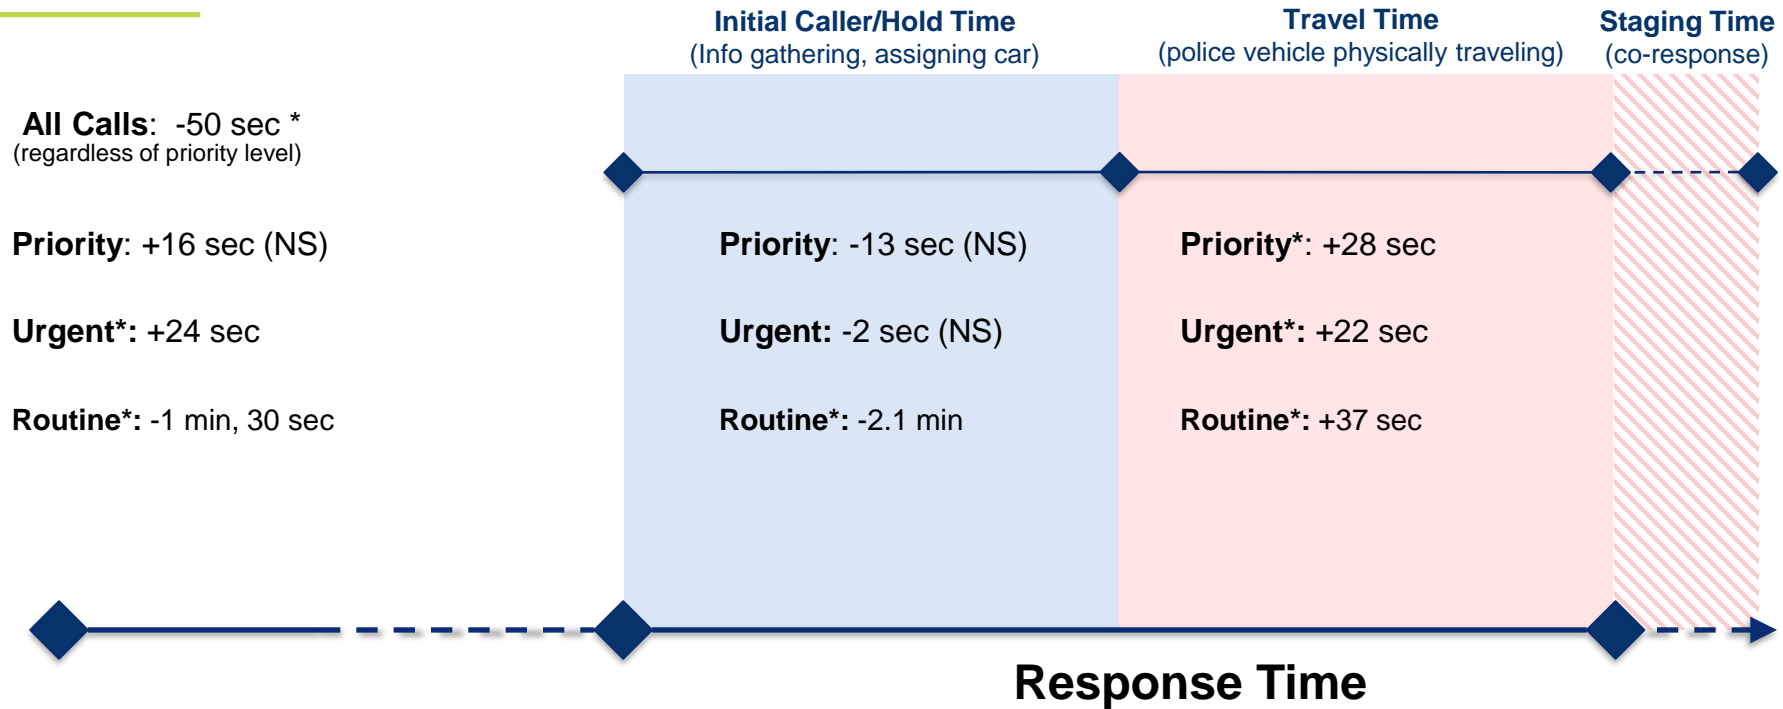 Initial Caller/Hold Time
(Info gathering, assigning car)
Travel Time
(police vehicle physically traveling)
Staging Time
(co-response)
All Calls:  -50 sec *
(regardless of priority level)
Priority: +16 sec (NS)
Priority: -13 sec (NS)
Priority*: +28 sec
Urgent*: +24 sec
Urgent: -2 sec (NS)
Urgent*: +22 sec
Routine*: -1 min, 30 sec
Routine*: -2.1 min
Routine*: +37 sec
Response Time